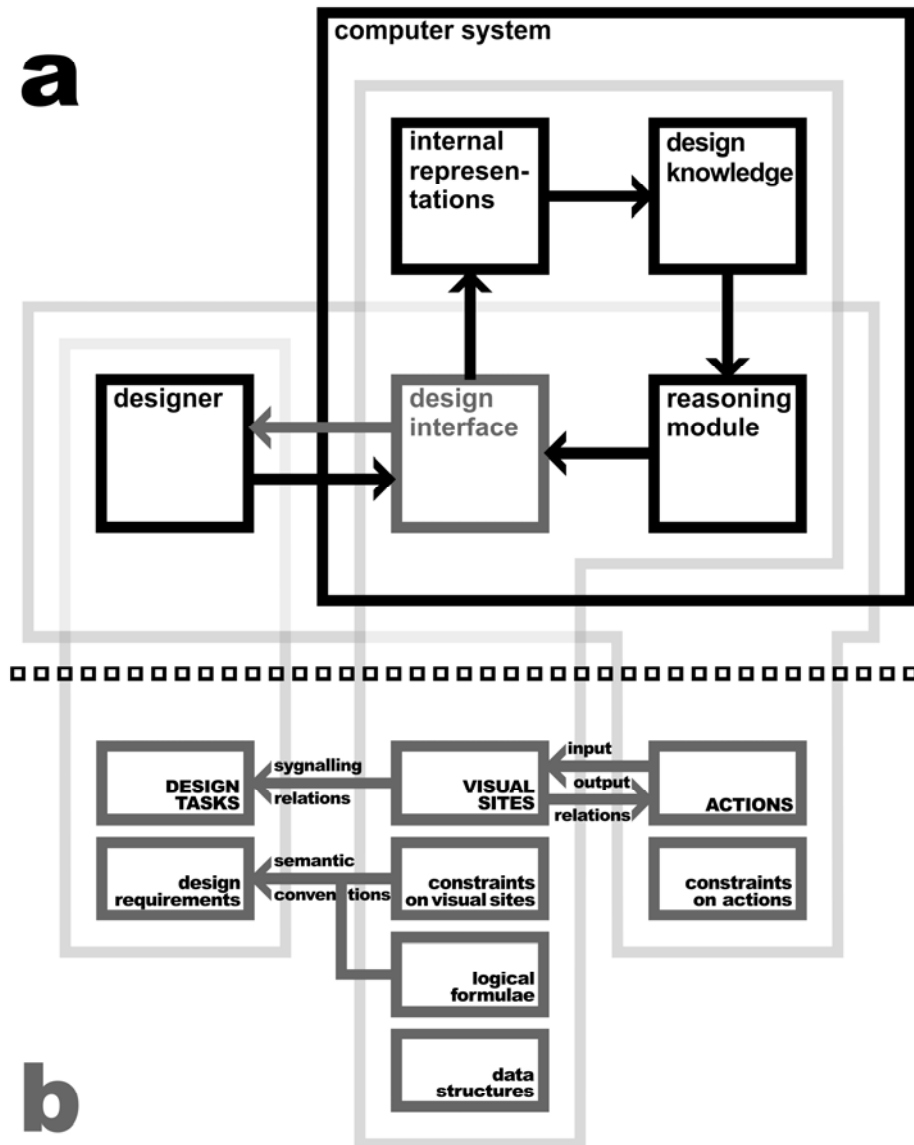 a
computer system
internal
represen-
tations
design
knowledge
designer
design
interface
reasoning
module
DESIGN
TASKS
sygnalling
relations
VISUAL
SITES
input
output
relations
ACTIONS
design
requirements
semantic
conventions
constraints
on visual sites
constraints
on actions
logical
formulae
data
structures
b